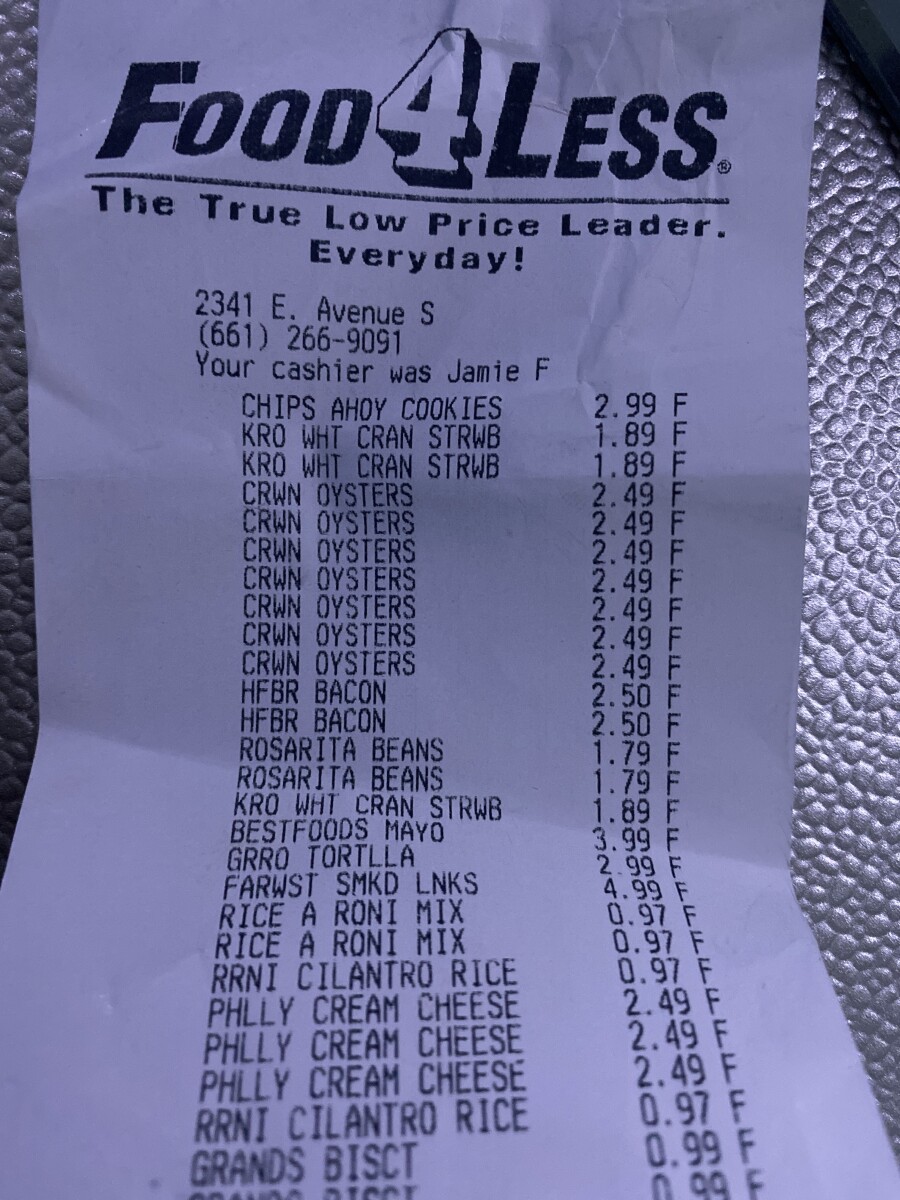 FOOD 4 LESS®
The True Low Price Leader.
Everyday!
2341 E. Avenue S
(661) 266-9091
Your cashier was Jamie F
CHIPS AHOY COOKIES 2.99 F
KRO WHT CRAN STRWB 1.89 F
KRO WHT CRAN STRWB 1.89 F
CRWN OYSTERS 2.49 F
CRWN OYSTERS 2.49 F
CRWN OYSTERS 2.49 F
CRWN OYSTERS 2.49 F
CRWN OYSTERS 2.49 F
CRWN OYSTERS 2.49 F
CRWN OYSTERS 2.49 F
HFBR BACON 2.50 F
HFBR BACON 2.50 F
ROSARITA BEANS 1.79 F
ROSARITA BEANS 1.79 F
KRO WHT CRAN STRWB 1.89 F
BESTFOODS MAYO 3.99 F
GRRO TORTLLA 2.99 F
FARWST SMKD LNKS 4.99 F
RICE A RONI MIX 0.97 F
RICE A RONI MIX 0.97 F
RRNI CILANTRO RICE 0.97 F
PHLLY CREAM CHEESE 2.49 F
PHLLY CREAM CHEESE 2.49 F
PHLLY CREAM CHEESE 2.49 F
RRNI CILANTRO RICE 0.97 F
GRANDS BISCT 0.99 F
GRANDS BISCT 0.99 F